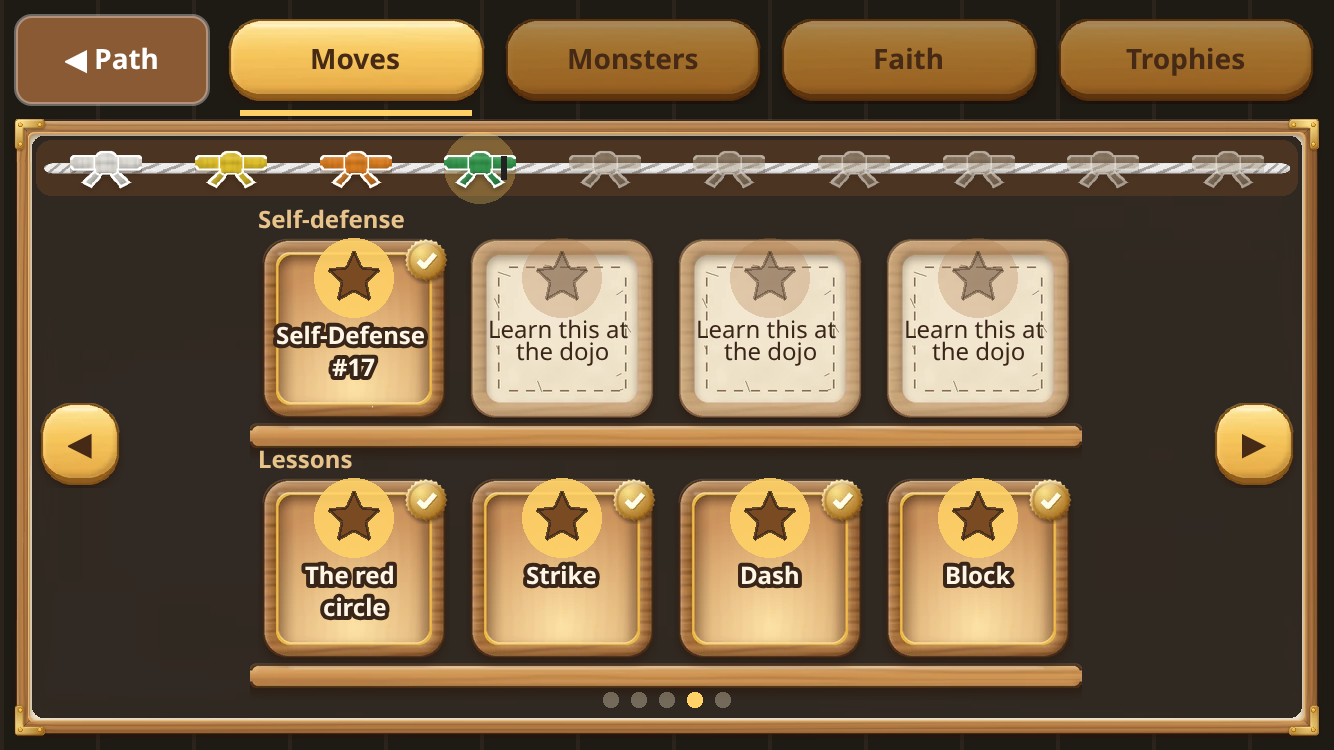 ◀ Path
Moves
Monsters
Faith
Trophies
Self-defense
Self-Defense
#17
Learn this at
the dojo
Learn this at
the dojo
Learn this at
the dojo
Lessons
The red
circle
Strike
Dash
Block